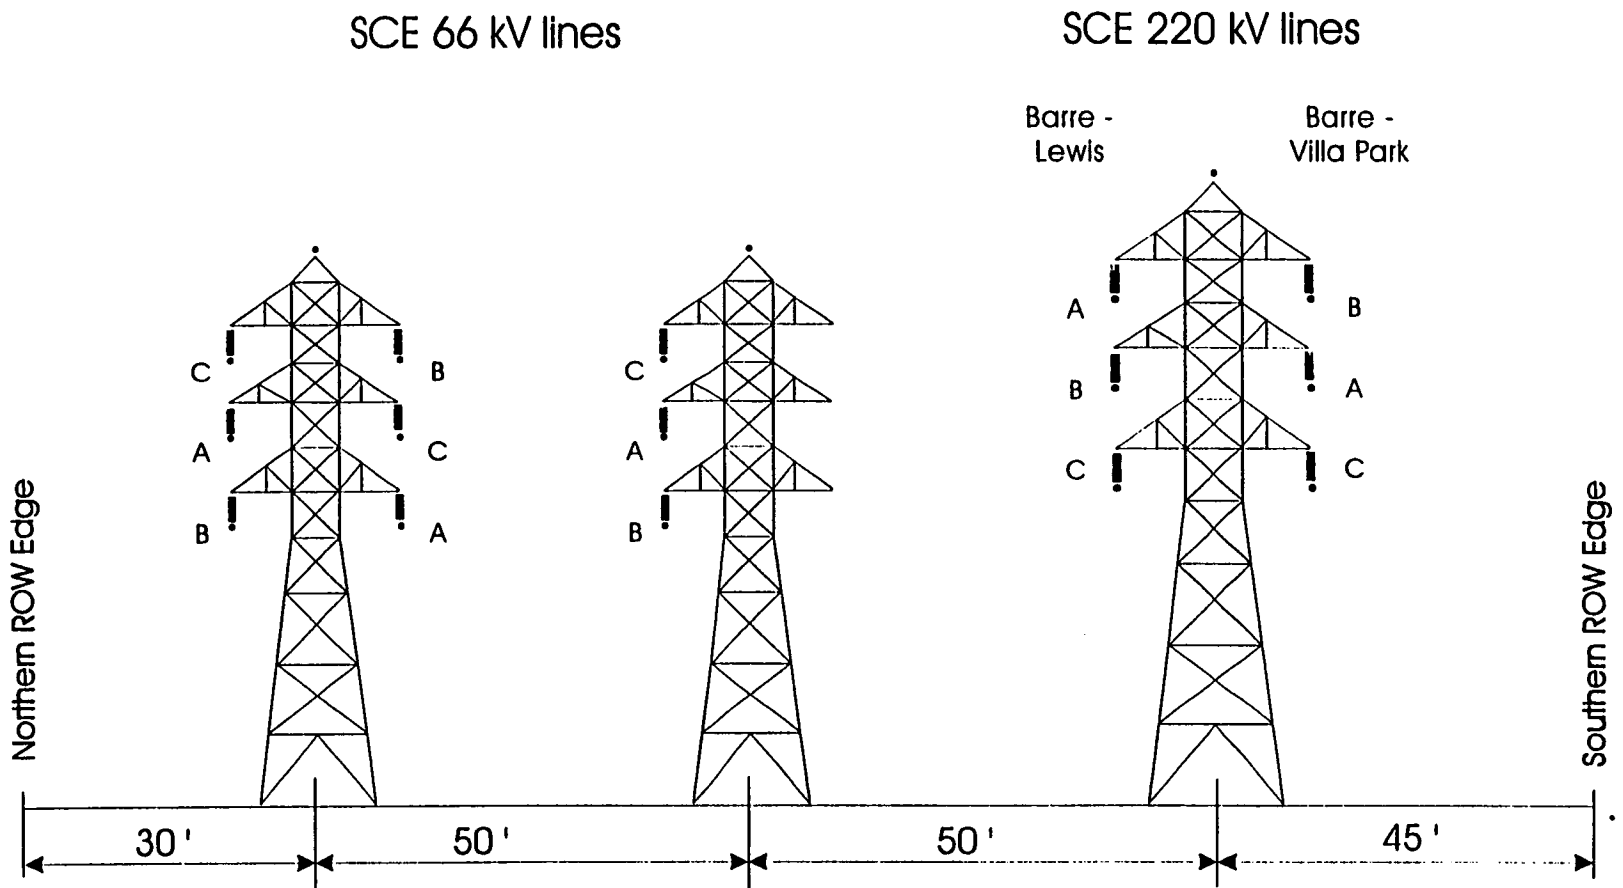 SCE 66 kV lines
SCE 220 kV lines
Barre -
Lewis
Barre -
Villa Park
A
B
C
B
C
B
A
A
C
A
C
C
C
B
A
B
Northern ROW Edge
Southern ROW Edge
30 '
50 '
50 '
45 '